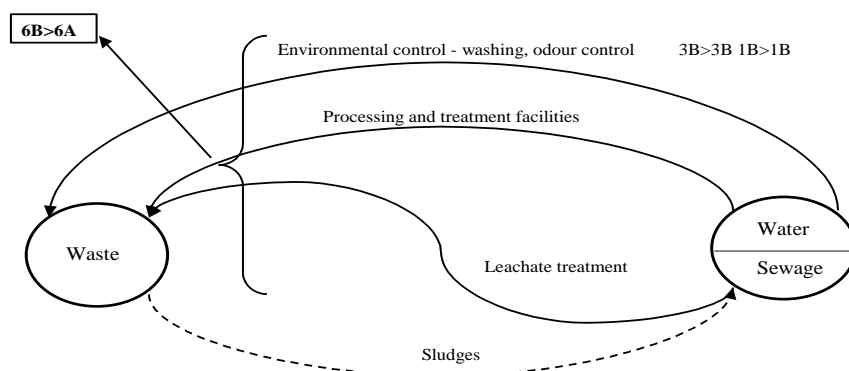 6B>6A
Environmental control - washing, odour control 3B>3B 1B>1B
Processing and treatment facilities
Waste
Water
Sewage
Leachate treatment
Sludges